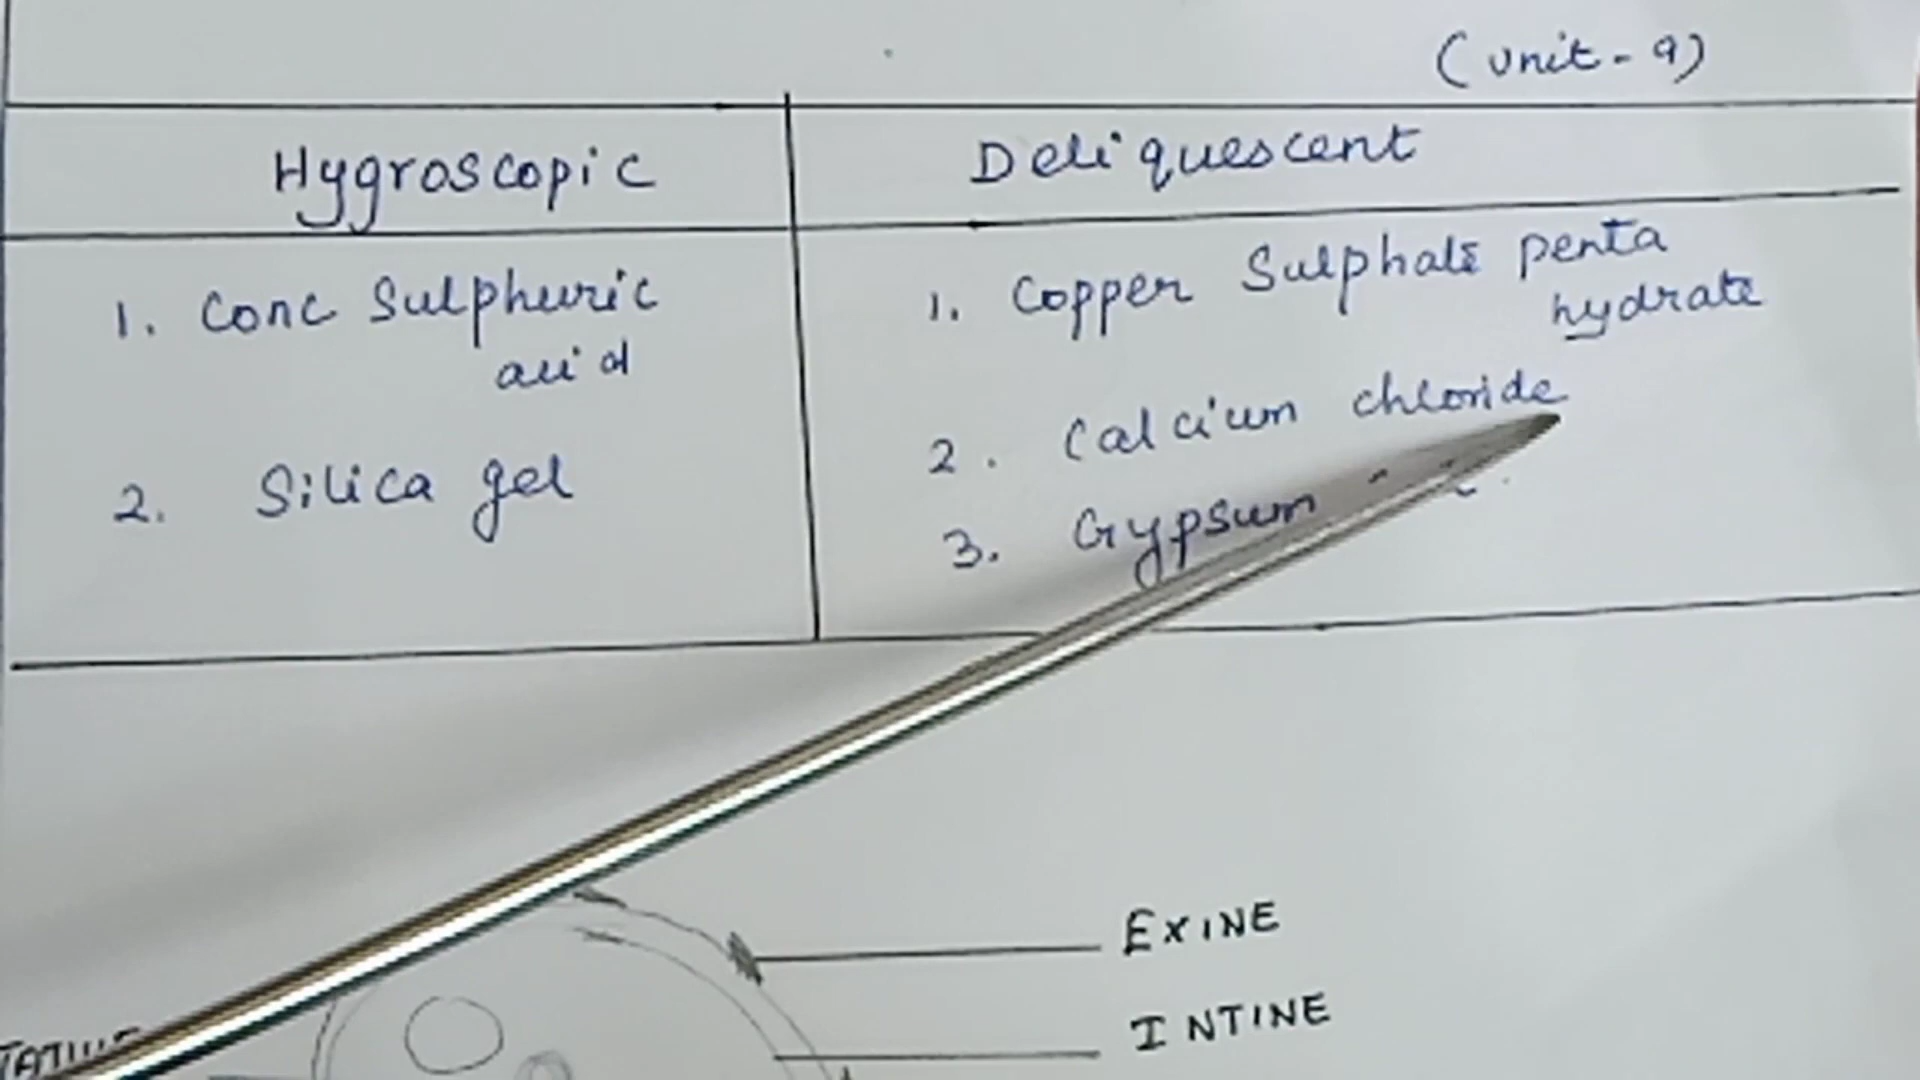 (unit-9)
Hygroscopic
Deliquescent
1. Conc Sulphuric
acid
2. Silica gel
1. Copper Sulphate penta
hydrate
2. Calcium chloride
3. Gypsum
EXINE
INTINE